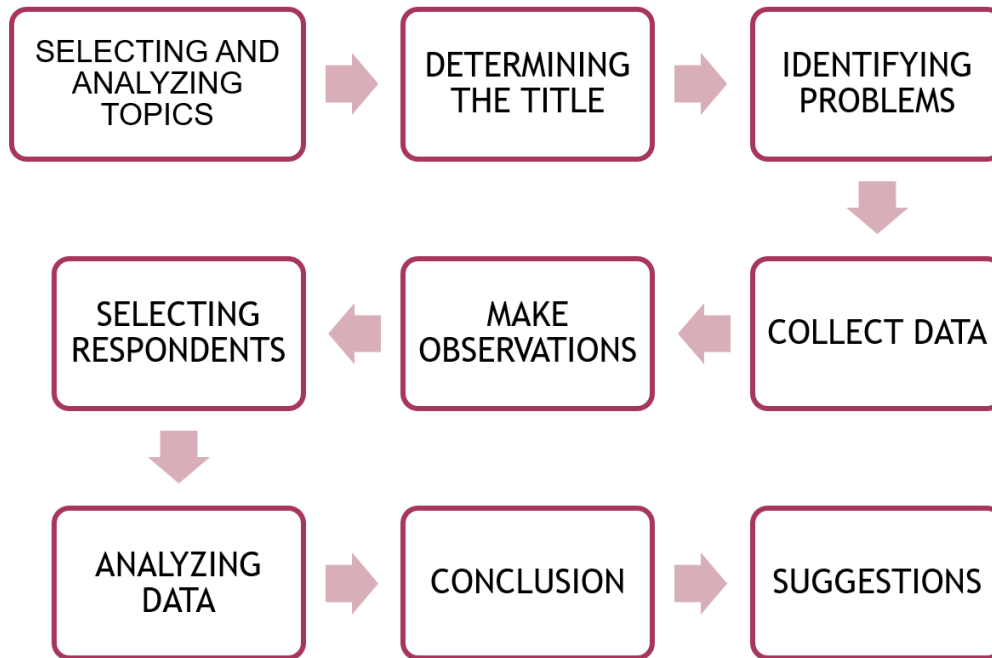 SELECTING AND
ANALYZING
TOPICS
DETERMINING
THE TITLE
IDENTIFYING
PROBLEMS
COLLECT DATA
MAKE
OBSERVATIONS
SELECTING
RESPONDENTS
ANALYZING
DATA
CONCLUSION
SUGGESTIONS